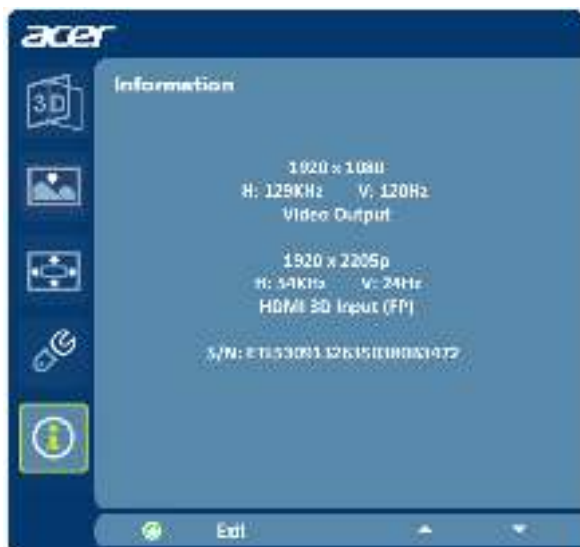 acer
3D
Information
1920 x 1080
H: 129KHz V: 120Hz
Video Output
1920 x 2205p
H: 54KHz V: 24Hz
HDMI 3D Input (FP)
S/N:
Exit